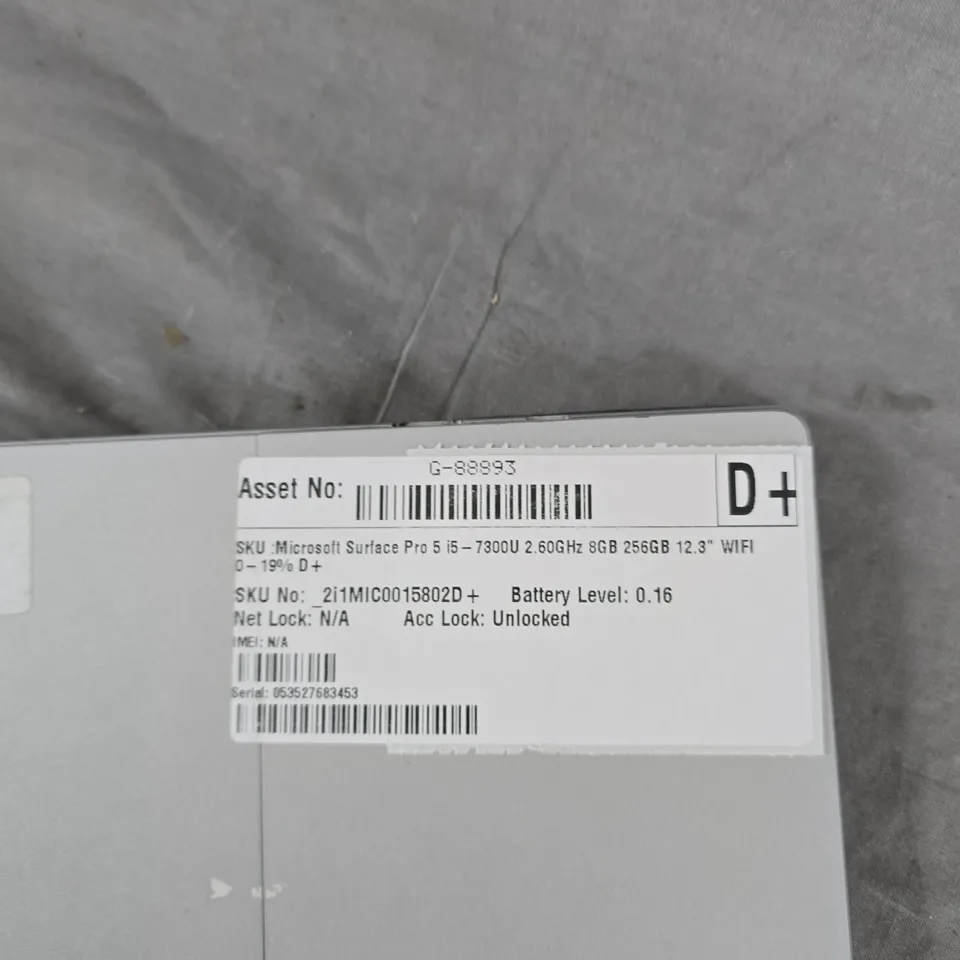 G-88893
Asset No:
D+
SKU :Microsoft Surface Pro 5 i5-7300U 2.60GHz 8GB 256GB 12.3" WIFI
0-19% D+
SKU No: _2i1MIC0015802D+ Battery Level: 0.16
Net Lock: N/A Acc Lock: Unlocked
IMEI: N/A
Serial: 053527683453